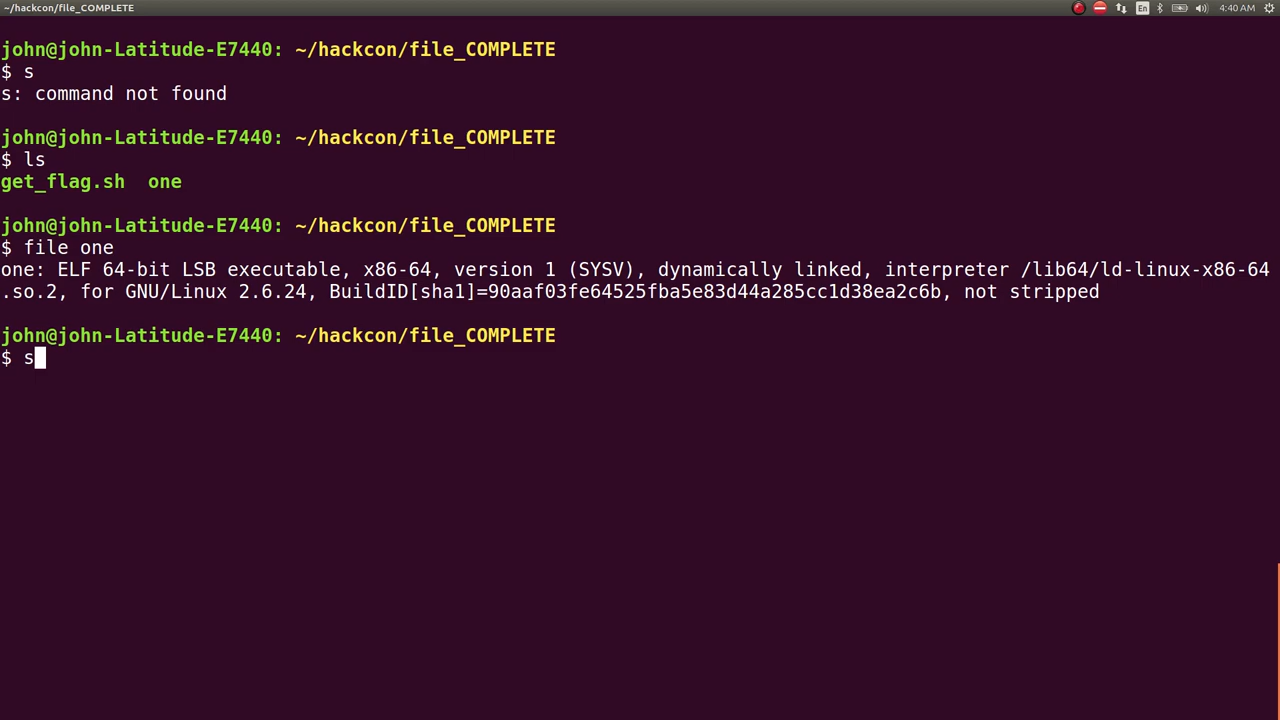 ~/hackcon/file_COMPLETE
En
4:40 AM
john@john-Latitude-E7440: ~/hackcon/file_COMPLETE
$ s
s: command not found
john@john-Latitude-E7440: ~/hackcon/file_COMPLETE
$ ls
get_flag.sh  one
john@john-Latitude-E7440: ~/hackcon/file_COMPLETE
$ file one
one: ELF 64-bit LSB executable, x86-64, version 1 (SYSV), dynamically linked, interpreter /lib64/ld-linux-x86-64
.so.2, for GNU/Linux 2.6.24, BuildID[sha1]=90aaf03fe64525fba5e83d44a285cc1d38ea2c6b, not stripped
john@john-Latitude-E7440: ~/hackcon/file_COMPLETE
$ s